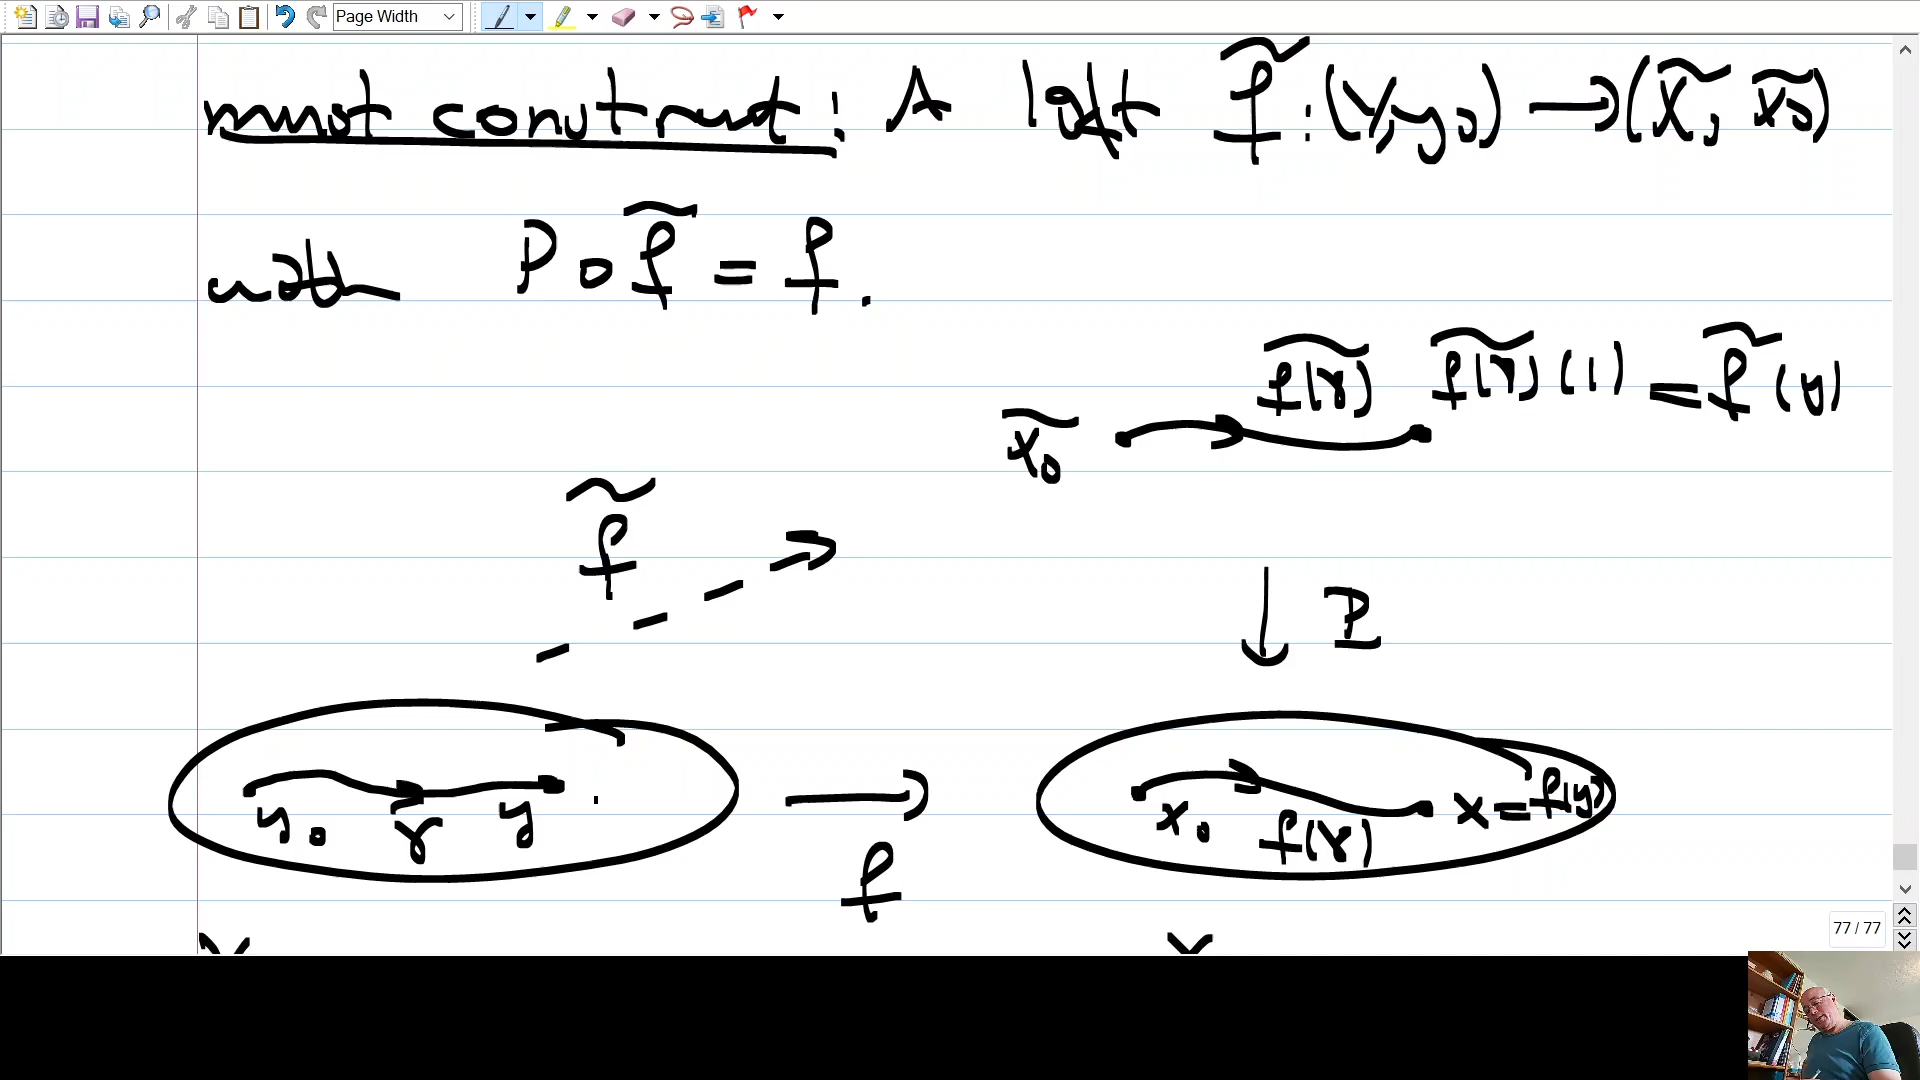 Page Width
must construct: A lift f̃: (Y, y₀) → (X̃, x̃₀)
with P ∘ f̃ = f.
f̃(γ) f̃(γ)(1) = f̃(y)
x̃₀
f̃
P
y₀ γ y
x₀ f(γ) x = f(y)
f
77 / 77
Y X